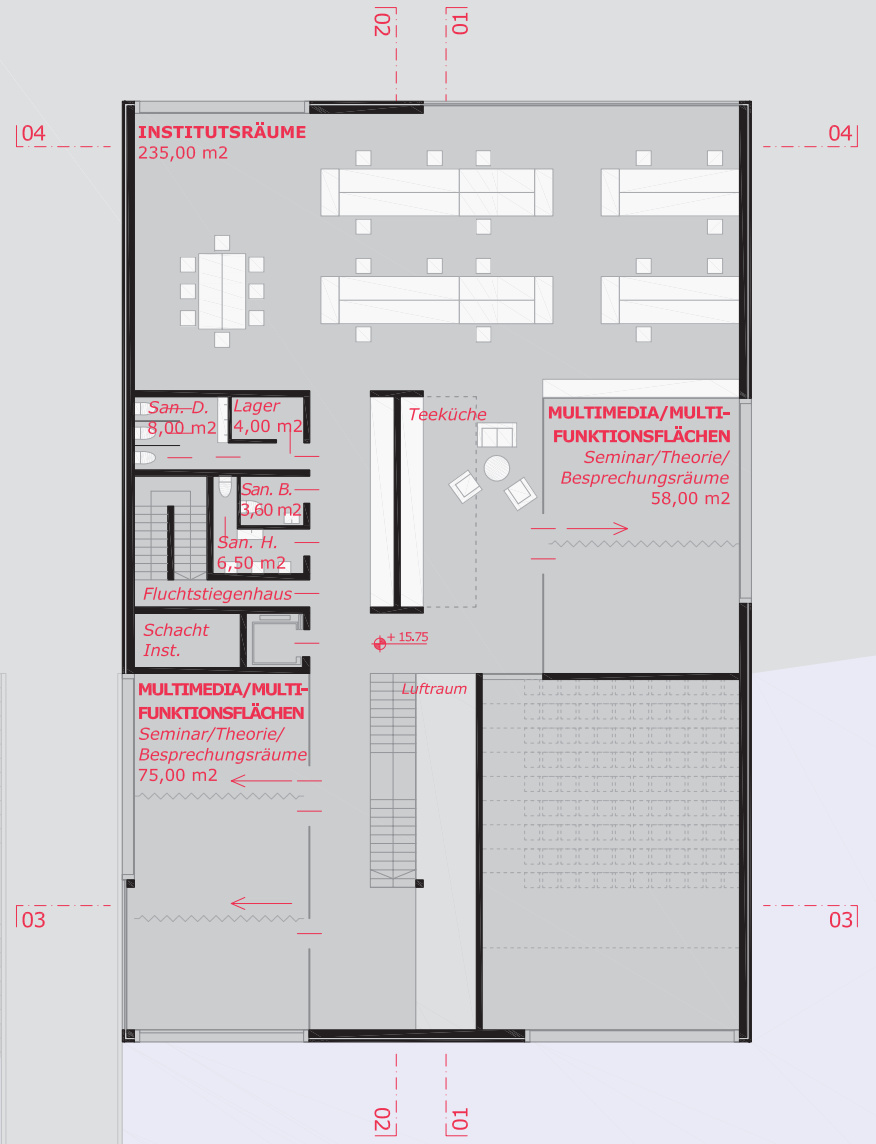 02
01
04
04
INSTITUTSRÄUME
235,00 m2
San. D.
8,00 m2
Lager
4,00 m2
Teeküche
MULTIMEDIA/MULTI-
FUNKTIONSFLÄCHEN
Seminar/Theorie/
Besprechungsräume
58,00 m2
San. B.
3,60 m2
San. H.
6,50 m2
Fluchtstiegenhaus
Schacht
Inst.
+ 15.75
MULTIMEDIA/MULTI-
FUNKTIONSFLÄCHEN
Seminar/Theorie/
Besprechungsräume
75,00 m2
Luftraum
03
03
02
01